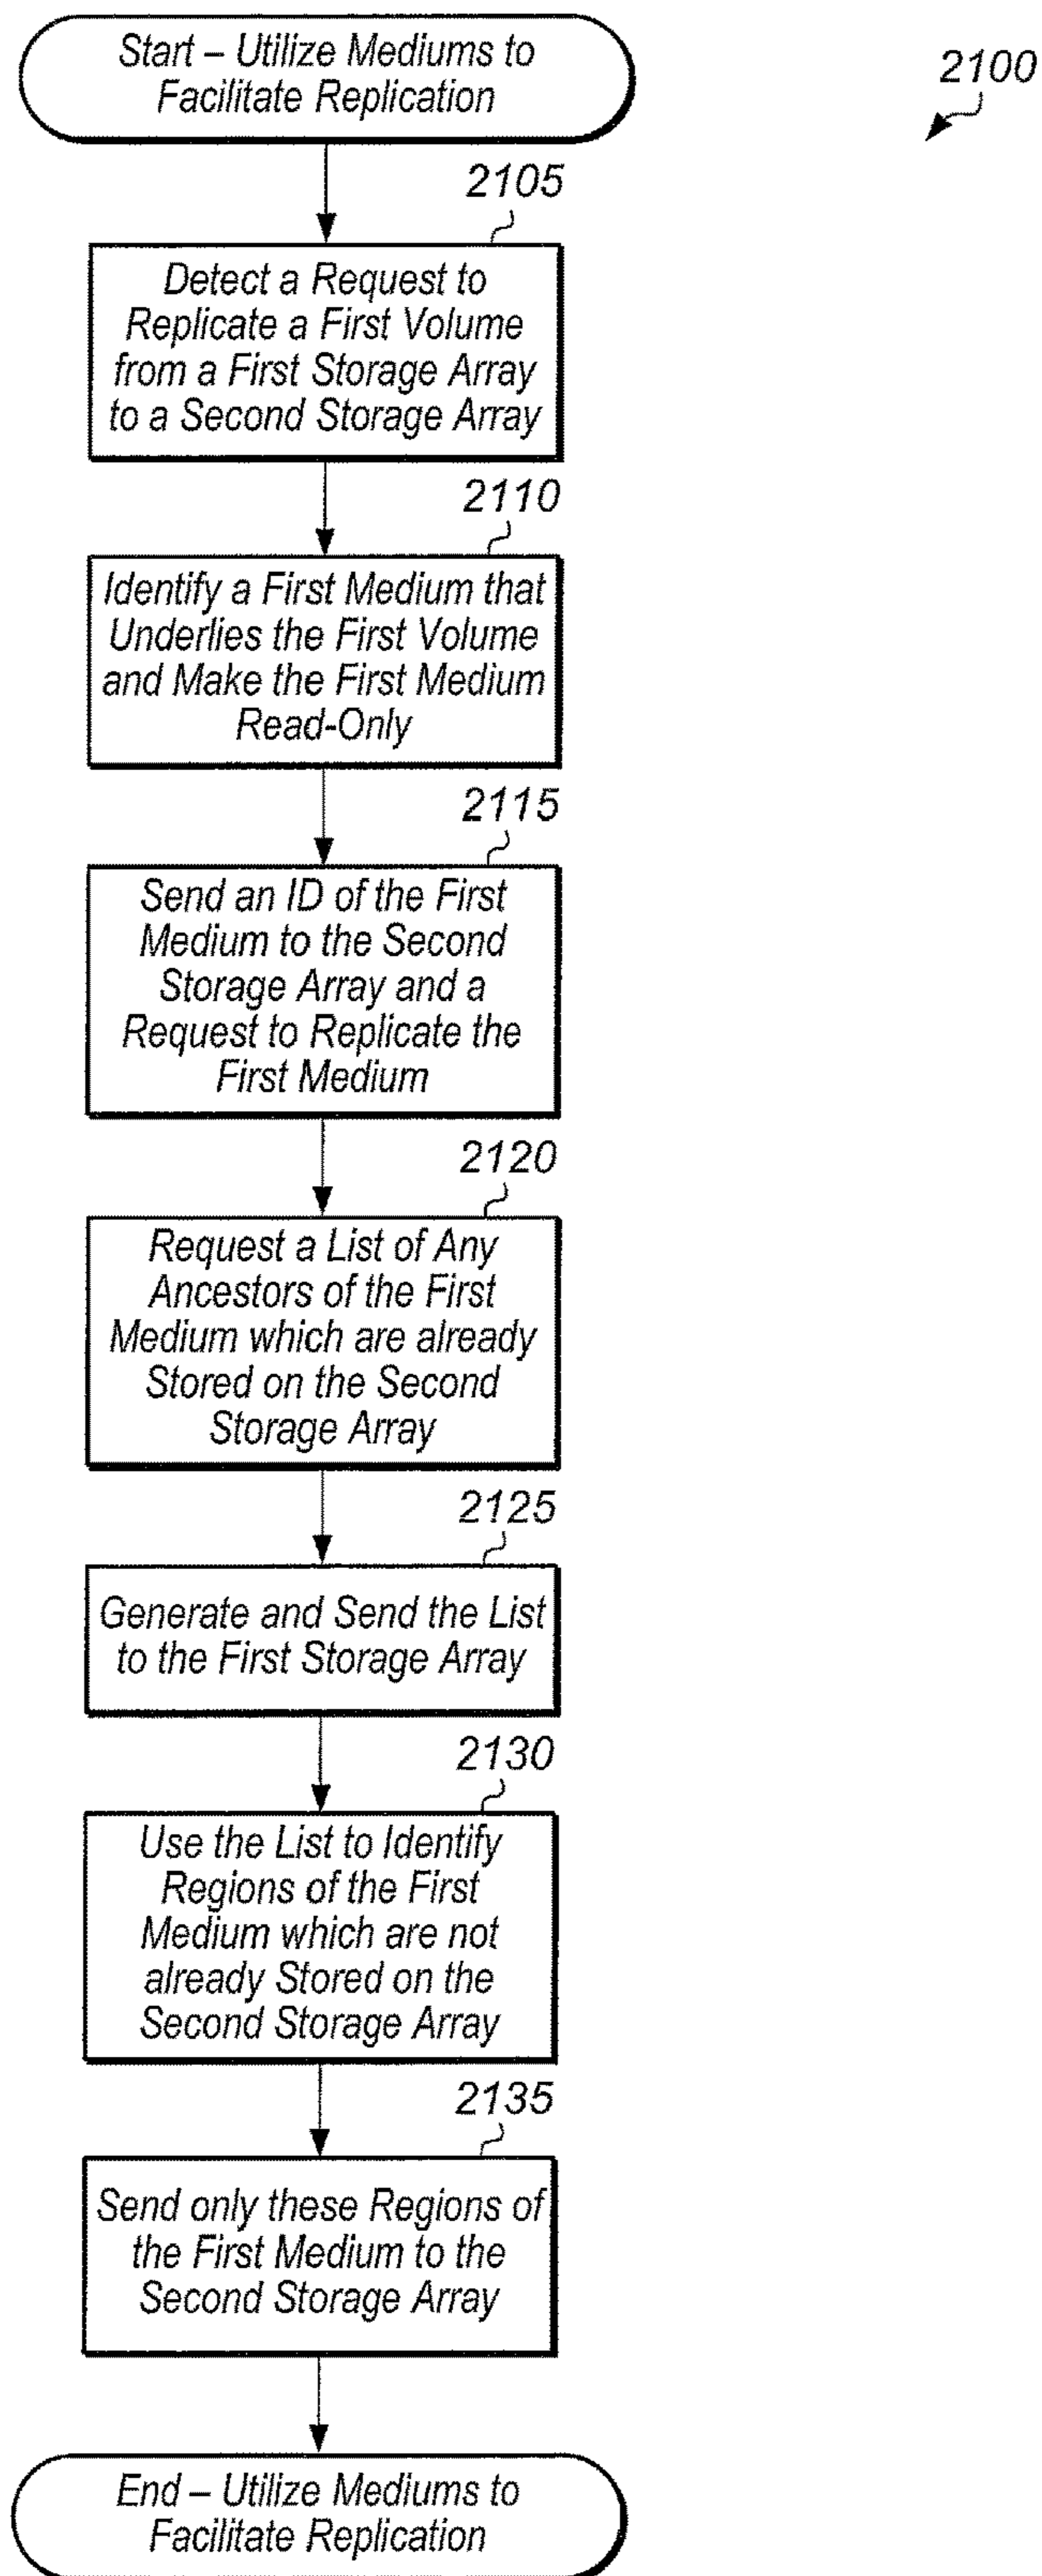 Start – Utilize Mediums to
Facilitate Replication
2100
2105
Detect a Request to
Replicate a First Volume
from a First Storage Array
to a Second Storage Array
2110
Identify a First Medium that
Underlies the First Volume
and Make the First Medium
Read-Only
2115
Send an ID of the First
Medium to the Second
Storage Array and a
Request to Replicate the
First Medium
2120
Request a List of Any
Ancestors of the First
Medium which are already
Stored on the Second
Storage Array
2125
Generate and Send the List
to the First Storage Array
2130
Use the List to Identify
Regions of the First
Medium which are not
already Stored on the
Second Storage Array
2135
Send only these Regions of
the First Medium to the
Second Storage Array
End – Utilize Mediums to
Facilitate Replication